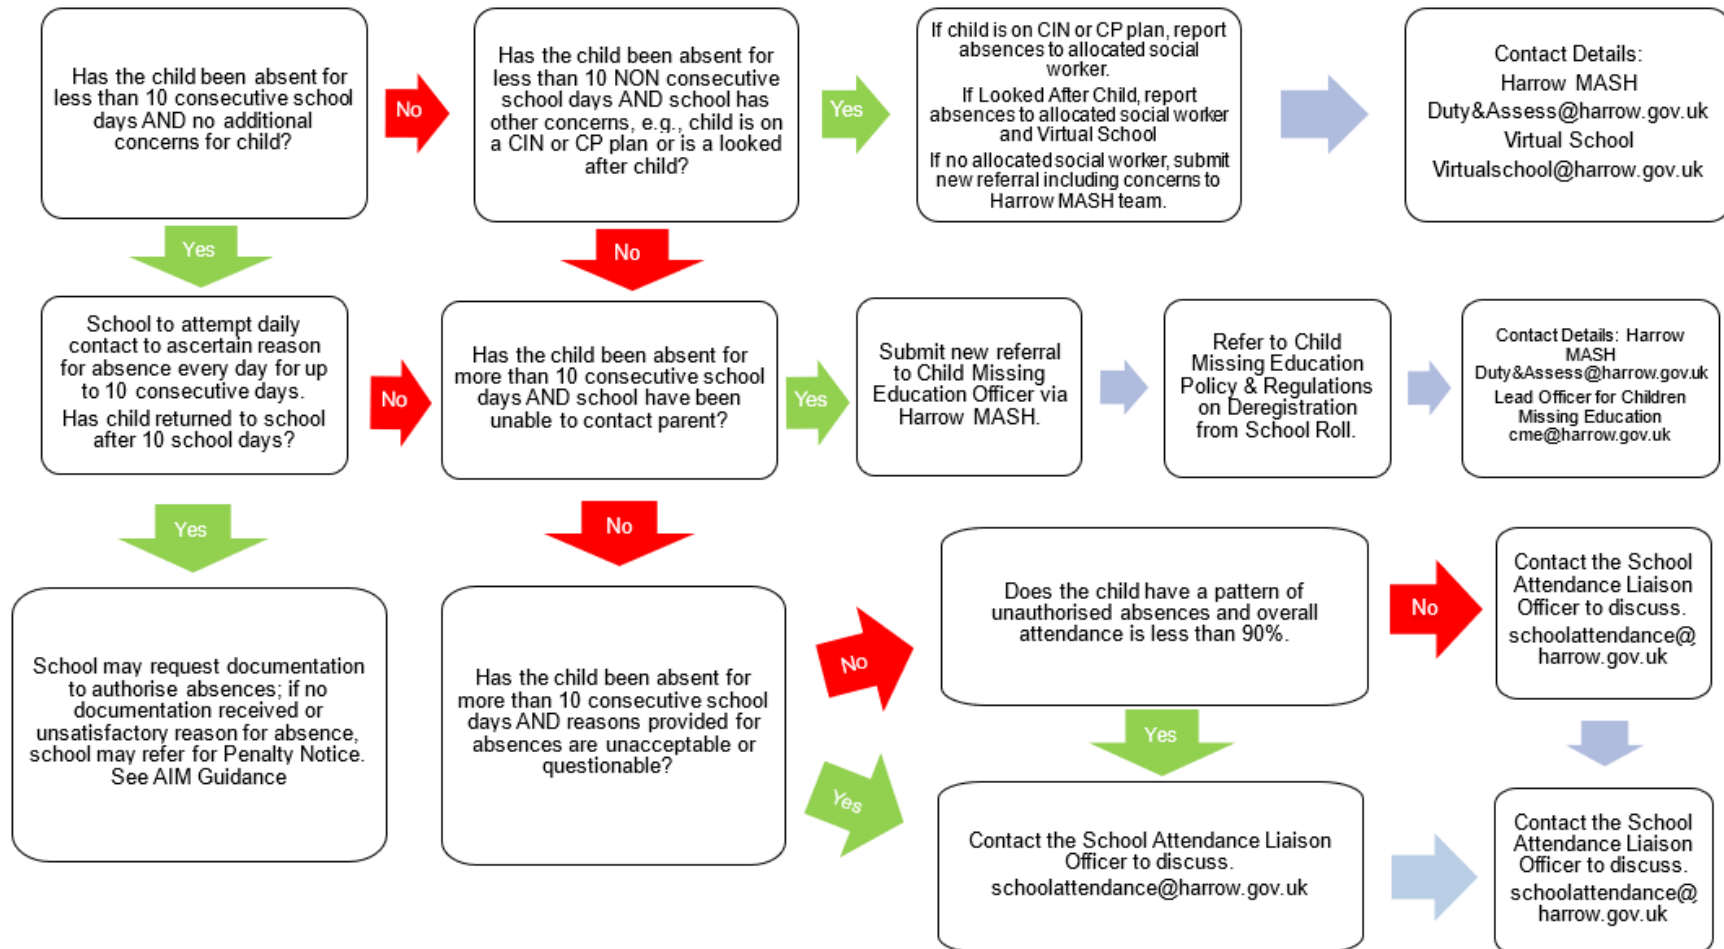 Has the child been absent for
less than 10 consecutive school
days AND no additional
concerns for child?
No
Has the child been absent for
less than 10 NON consecutive
school days AND school has
other concerns, e.g., child is on
a CIN or CP plan or is a looked
after child?
Yes
If child is on CIN or CP plan, report
absences to allocated social
worker.
If Looked After Child, report
absences to allocated social worker
and Virtual School
If no allocated social worker, submit
new referral including concerns to
Harrow MASH team.
Contact Details:
Harrow MASH
Duty&Assess@harrow.gov.uk
Virtual School
Virtualschool@harrow.gov.uk
Yes
No
School to attempt daily
contact to ascertain reason
for absence every day for up
to 10 consecutive days.
Has child returned to school
after 10 school days?
No
Has the child been absent for
more than 10 consecutive school
days AND school have been
unable to contact parent?
Yes
Submit new referral
to Child Missing
Education Officer via
Harrow MASH.
Refer to Child
Missing Education
Policy & Regulations
on Deregistration
from School Roll.
Contact Details: Harrow
MASH
Duty&Assess@harrow.gov.uk
Lead Officer for Children
Missing Education
cme@harrow.gov.uk
Yes
No
School may request documentation
to authorise absences; if no
documentation received or
unsatisfactory reason for absence,
school may refer for Penalty Notice.
See AIM Guidance
Has the child been absent for
more than 10 consecutive school
days AND reasons provided for
absences are unacceptable or
questionable?
No
Does the child have a pattern of
unauthorised absences and overall
attendance is less than 90%.
No
Contact the School
Attendance Liaison
Officer to discuss.
schoolattendance@
harrow.gov.uk
Yes
Yes
Contact the School Attendance Liaison
Officer to discuss.
schoolattendance@harrow.gov.uk
Contact the School
Attendance Liaison
Officer to discuss.
schoolattendance@
harrow.gov.uk